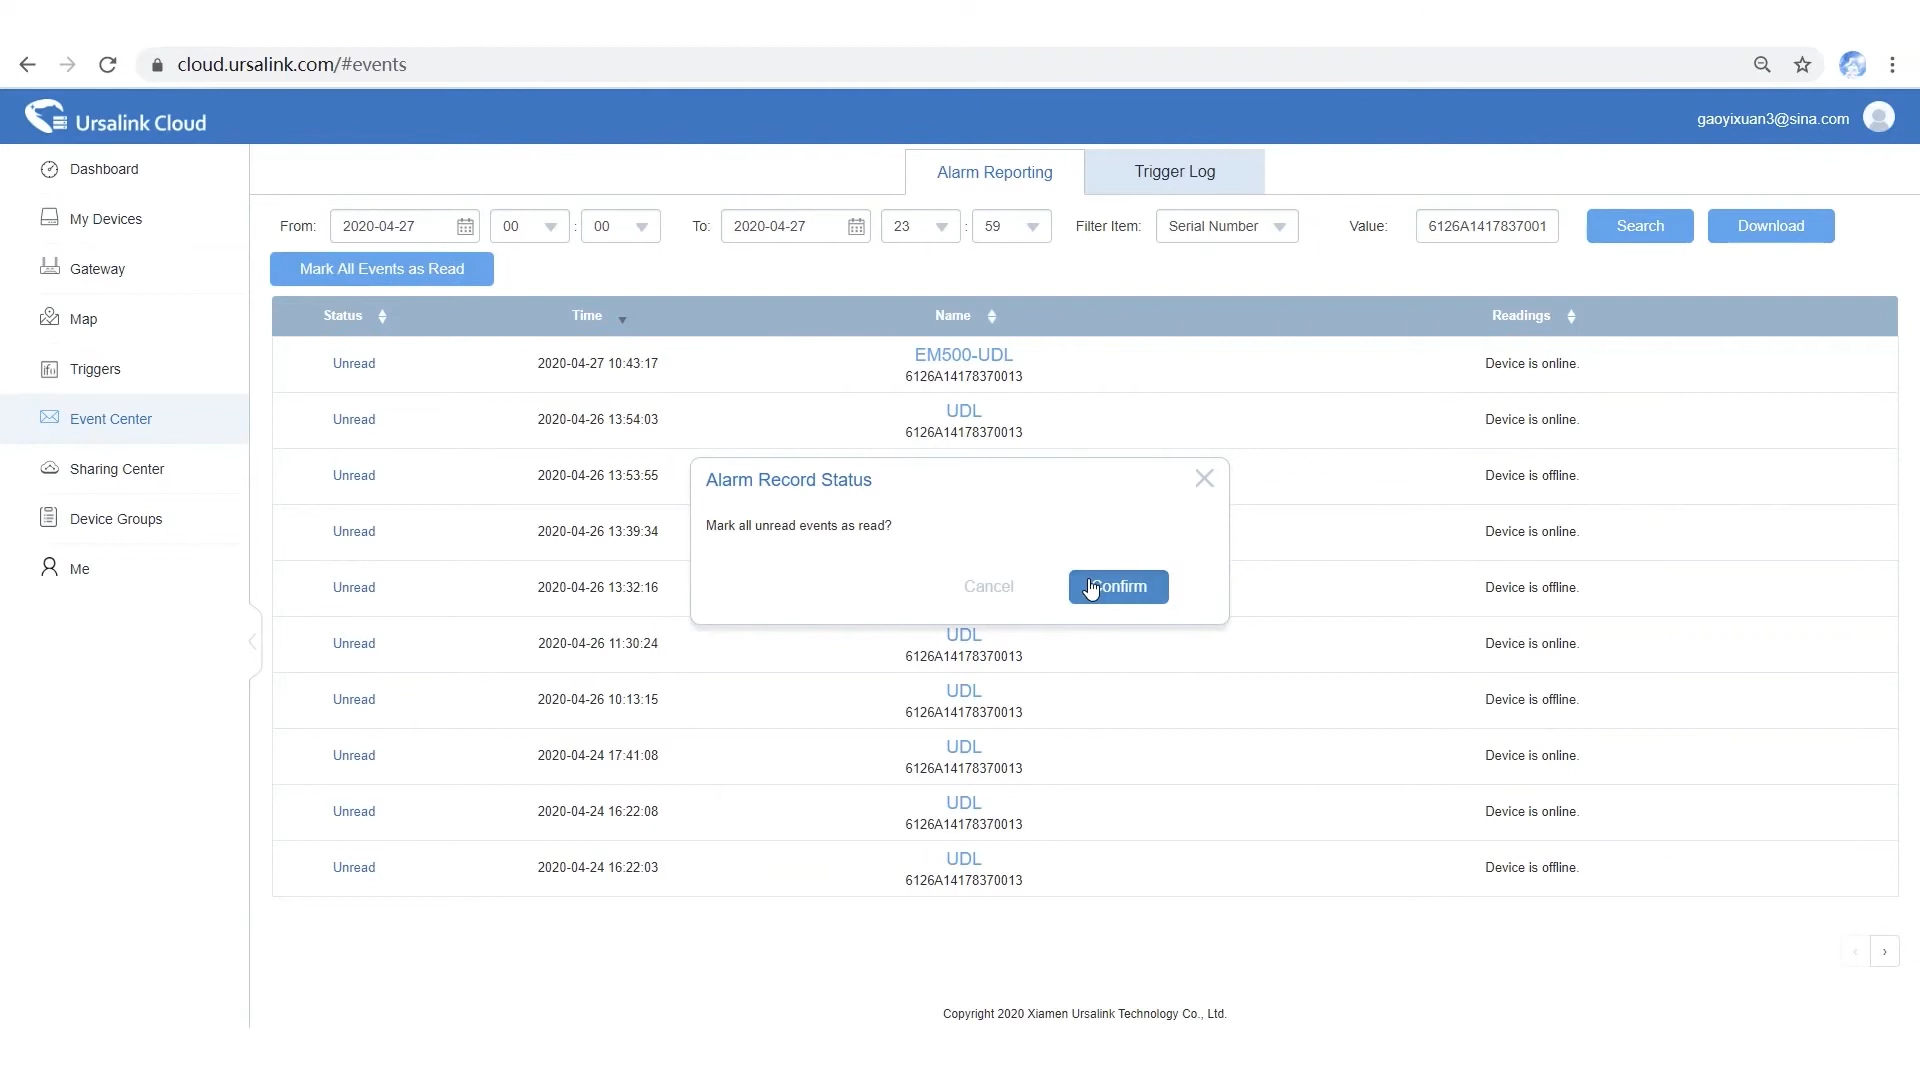 cloud.ursalink.com/#events
Ursalink Cloud
gaoyixuan3@sina.com
Dashboard
My Devices
Gateway
Map
Triggers
Event Center
Sharing Center
Device Groups
Me
Alarm Reporting
Trigger Log
From: 2020-04-27 00 : 00 To: 2020-04-27 23 : 59 Filter Item: Serial Number Value: 6126A1417837001 Search Download
Mark All Events as Read
Status Time Name Readings
Unread 2020-04-27 10:43:17 EM500-UDL Device is online.
6126A14178370013
Unread 2020-04-26 13:54:03 UDL Device is online.
6126A14178370013
Unread 2020-04-26 13:53:55 Device is offline.
Unread 2020-04-26 13:39:34 Device is online.
Unread 2020-04-26 13:32:16 Device is offline.
Alarm Record Status
Mark all unread events as read?
Cancel Confirm
Unread 2020-04-26 11:30:24 UDL Device is online.
6126A14178370013
Unread 2020-04-26 10:13:15 UDL Device is offline.
6126A14178370013
Unread 2020-04-24 17:41:08 UDL Device is online.
6126A14178370013
Unread 2020-04-24 16:22:08 UDL Device is online.
6126A14178370013
Unread 2020-04-24 16:22:03 UDL Device is offline.
6126A14178370013
Copyright 2020 Xiamen Ursalink Technology Co., Ltd.